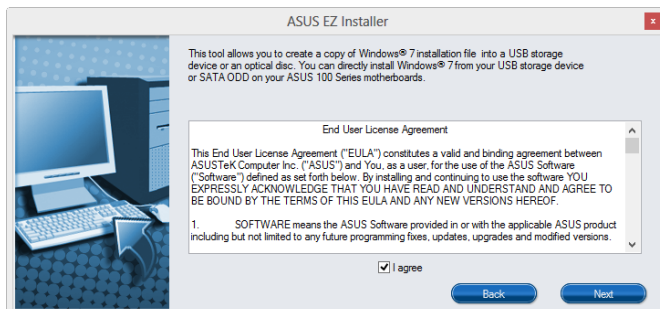 ASUS EZ Installer
x
This tool allows you to create a copy of Windows® 7 installation file into a USB storage
device or an optical disc. You can directly install Windows® 7 from your USB storage device
or SATA ODD on your ASUS 100 Series motherboards.
End User License Agreement
This End User License Agreement ("EULA") constitutes a valid and binding agreement between
ASUSTeK Computer Inc. ("ASUS") and You, as a user, for the use of the ASUS Software
("Software") defined as set forth below. By installing and continuing to use the software YOU
EXPRESSLY ACKNOWLEDGE THAT YOU HAVE READ AND UNDERSTAND AND AGREE TO
BE BOUND BY THE TERMS OF THIS EULA AND ANY NEW VERSIONS HEREOF.
1. SOFTWARE means the ASUS Software provided in or with the applicable ASUS product
including but not limited to any future programming fixes, updates, upgrades and modified versions.
I agree
Back Next